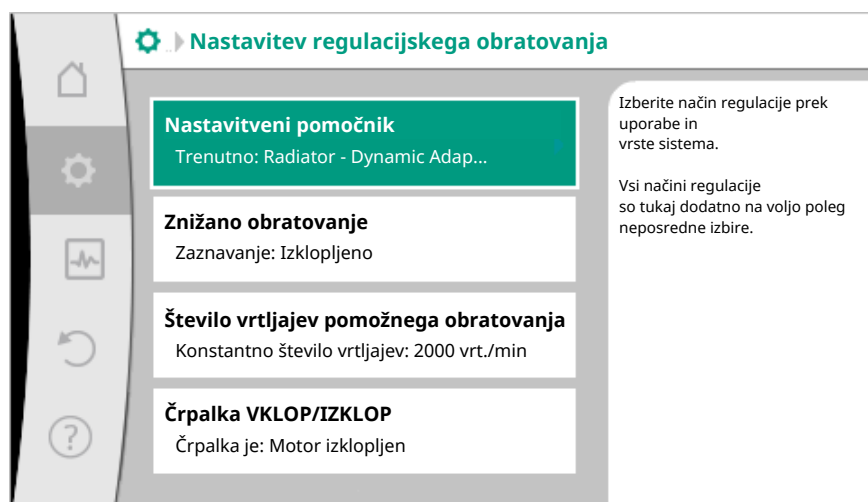 Nastavitev regulacijskega obratovanja
Nastavitveni pomočnik
Trenutno: Radiator - Dynamic Adap...
Znižano obratovanje
Zaznavanje: Izklopljeno
Število vrtljajev pomožnega obratovanja
Konstantno število vrtljajev: 2000 vrt./min
Črpalka VKLOP/IZKLOP
Črpalka je: Motor izklopljen
Izberite način regulacije prek
uporabe in
vrste sistema.
Vsi načini regulacije
so tukaj dodatno na voljo poleg
neposredne izbire.